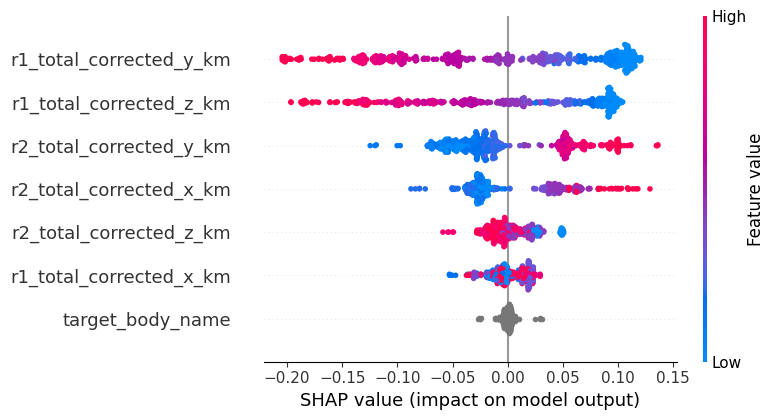 High
r1_total_corrected_y_km
r1_total_corrected_z_km
r2_total_corrected_y_km
r2_total_corrected_x_km
r2_total_corrected_z_km
r1_total_corrected_x_km
target_body_name
Feature value
Low
−0.20 −0.15 −0.10 −0.05 0.00 0.05 0.10 0.15
SHAP value (impact on model output)